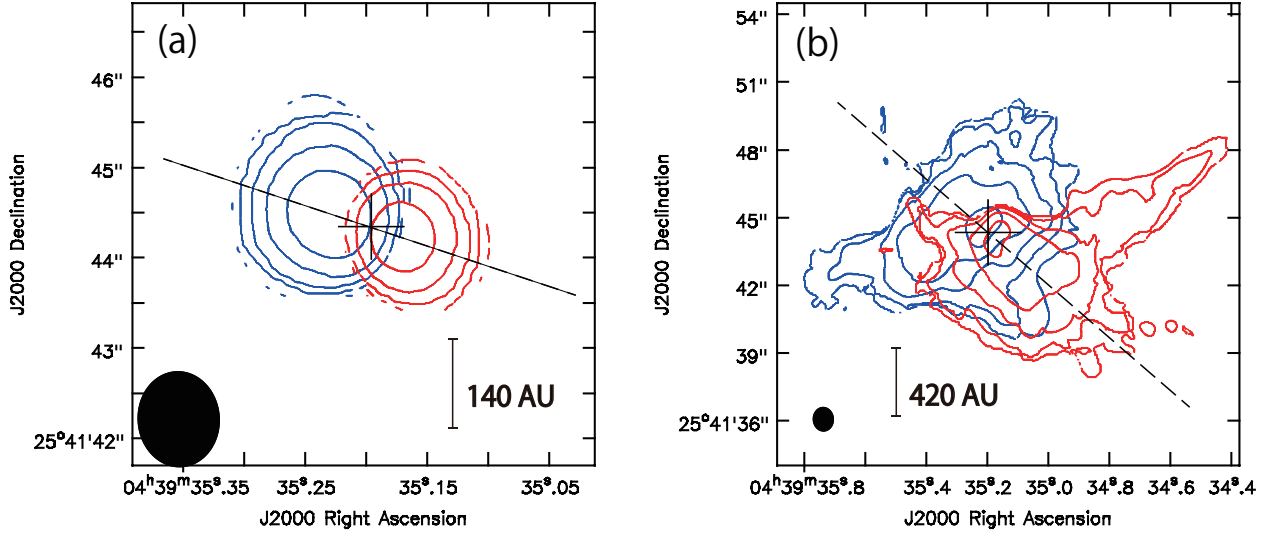 (a)
46"
45"
44"
43"
25°41'42"
J2000 Declination
140 AU
04ʰ39ᵐ35ˢ.35
35ˢ.25
35ˢ.15
35ˢ.05
J2000 Right Ascension
(b)
54"
51"
48"
45"
42"
39"
25°41'36"
J2000 Declination
420 AU
04ʰ39ᵐ35ˢ.8
35ˢ.4
35ˢ.2
35ˢ.0
34ˢ.8
34ˢ.6
34ˢ.4
J2000 Right Ascension